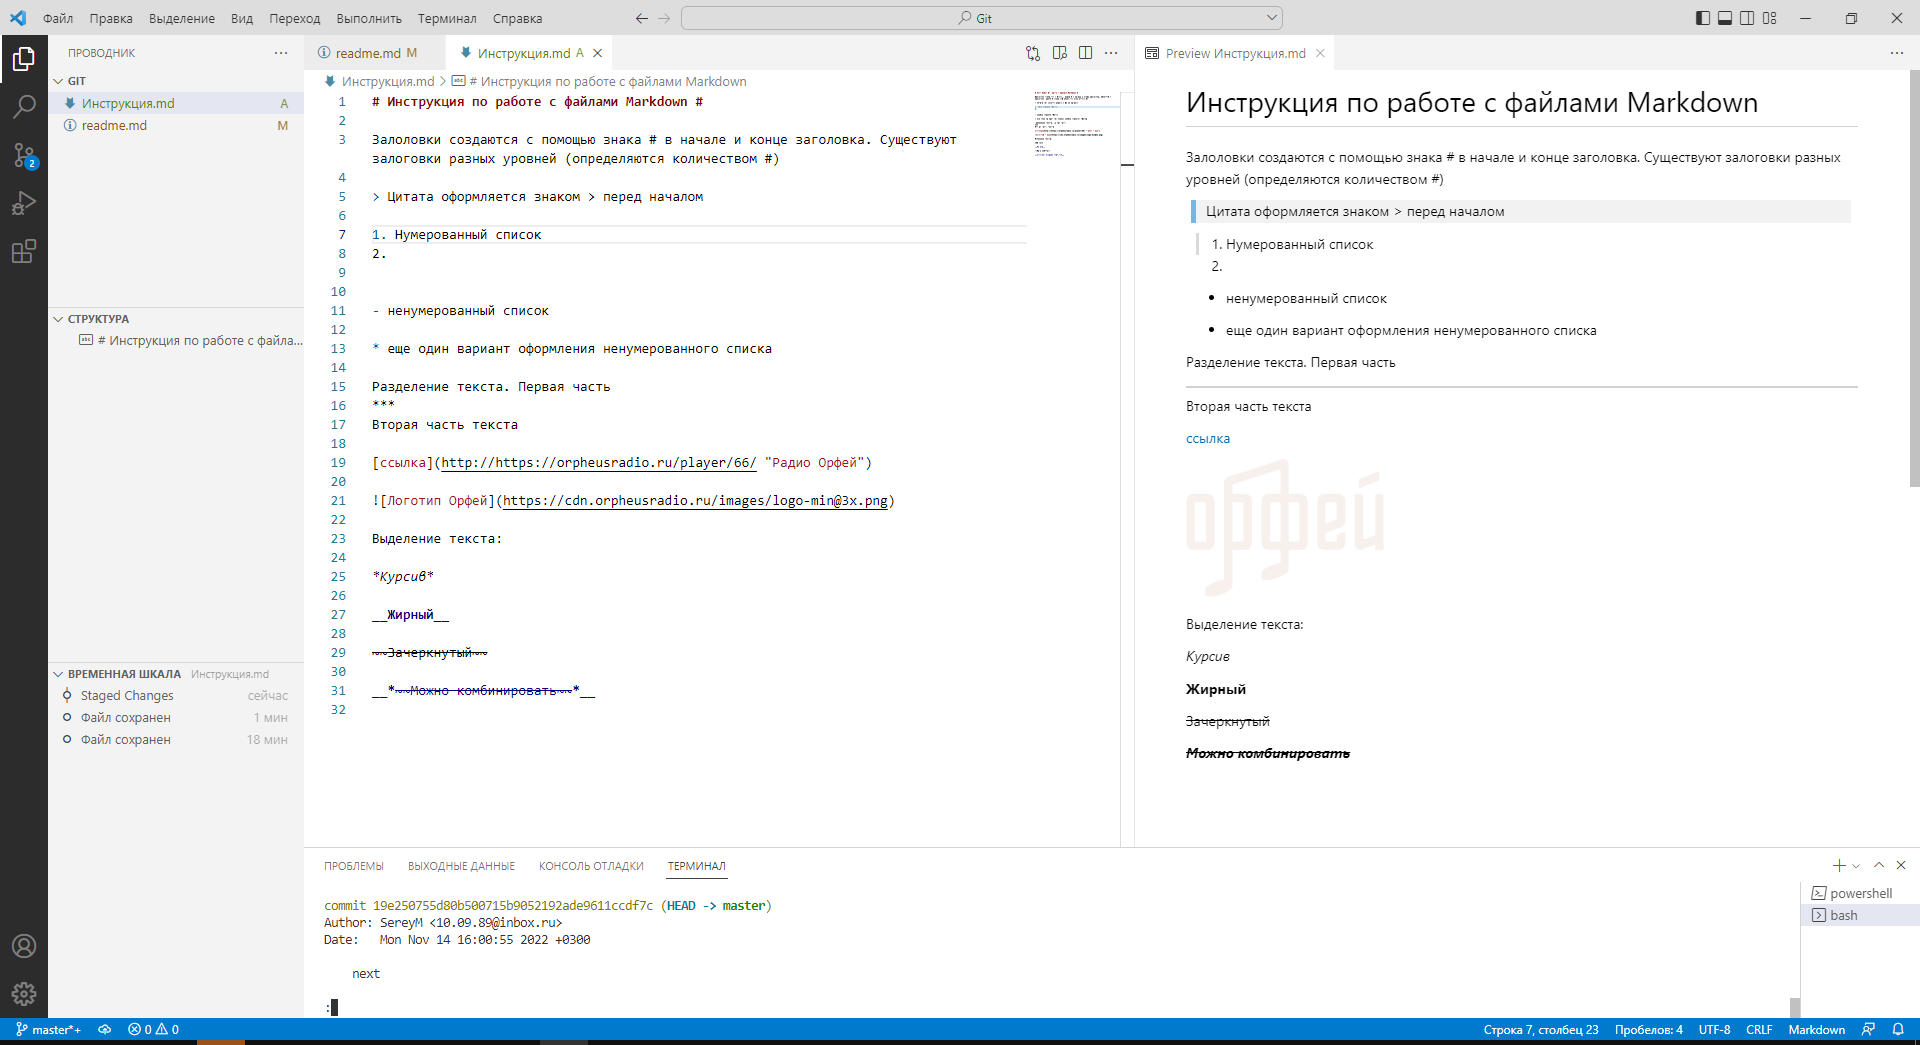 Файл Правка Выделение Вид Переход Выполнить Терминал Справка
Git
ПРОВОДНИК
GIT
Инструкция.md A
readme.md M
2
СТРУКТУРА
# Инструкция по работе с файла...
ВРЕМЕННАЯ ШКАЛА Инструкция.md
Staged Changes сейчас
Файл сохранен 1 мин
Файл сохранен 18 мин
readme.md M
Инструкция.md A
Инструкция.md > # Инструкция по работе с файлами Markdown
1 # Инструкция по работе с файлами Markdown #
2
3 Залоловки создаются с помощью знака # в начале и конце заголовка. Существуют
залоговки разных уровней (определяются количеством #)
4
5 > Цитата оформляется знаком > перед началом
6
7 1. Нумерованный список
8 2.
9
10
11 - ненумерованный список
12
13 * еще один вариант оформления ненумерованного списка
14
15 Разделение текста. Первая часть
16 ***
17 Вторая часть текста
18
19 [ссылка](http://https://orpheusradio.ru/player/66/ "Радио Орфей")
20
21 ![Логотип Орфей](https://cdn.orpheusradio.ru/images/logo-min@3x.png)
22
23 Выделение текста:
24
25 *Курсив*
26
27 __Жирный__
28
29 ~~Зачеркнутый~~
30
31 __*~~Можно комбинировать~~*__
32
Preview Инструкция.md
Инструкция по работе с файлами Markdown
Залоловки создаются с помощью знака # в начале и конце заголовка. Существуют залоговки разных
уровней (определяются количеством #)
Цитата оформляется знаком > перед началом
1. Нумерованный список
2.
• ненумерованный список
• еще один вариант оформления ненумерованного списка
Разделение текста. Первая часть
Вторая часть текста
ссылка
орфей
Выделение текста:
Курсив
Жирный
Зачеркнутый
Можно комбинировать
ПРОБЛЕМЫ ВЫХОДНЫЕ ДАННЫЕ КОНСОЛЬ ОТЛАДКИ ТЕРМИНАЛ
commit 19e250755d80b500715b9052192ade9611ccdf7c (HEAD -> master)
Author: SereyM <10.09.89@inbox.ru>
Date: Mon Nov 14 16:00:55 2022 +0300
next
:
powershell
bash
master*+ 0 0
Строка 7, столбец 23 Пробелов: 4 UTF-8 CRLF Markdown